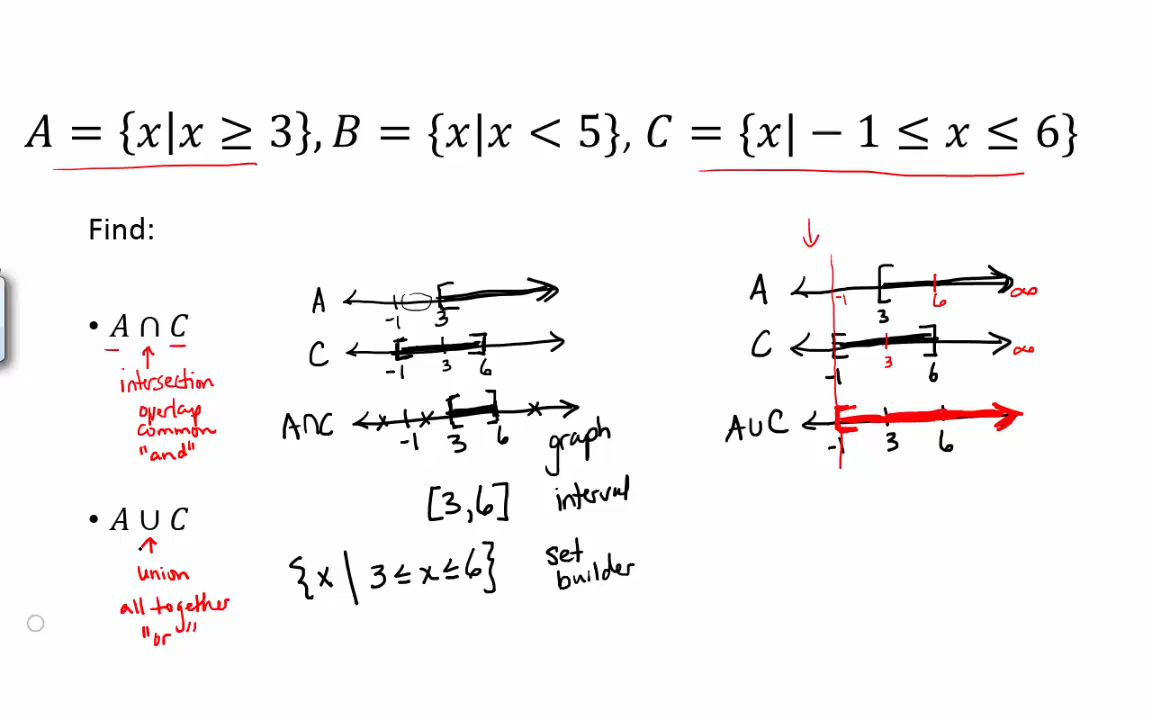 A = {x|x ≥ 3}, B = {x|x < 5}, C = {x| − 1 ≤ x ≤ 6}
Find:
• A ∩ C
intersection
overlap
common
"and"
• A ∪ C
union
all together
"or"
A
-1 3
C
-1 3 6
A∩C
-1 3 6
graph
[3,6] interval
{x | 3 ≤ x ≤ 6} set
builder
A
-1 3 6 ∞
C
-1 3 6 ∞
A∪C
-1 3 6